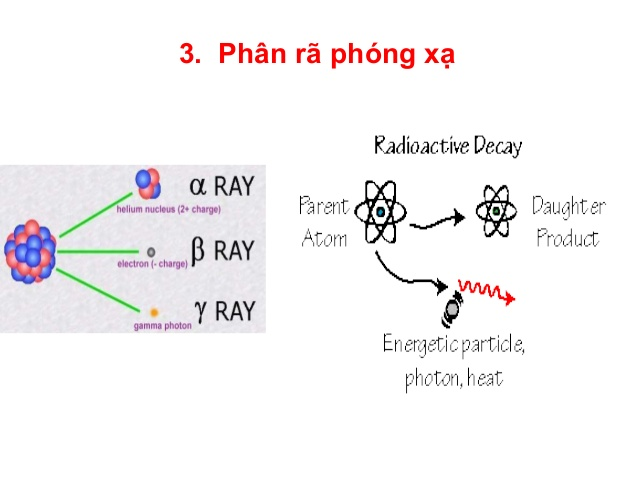 3. Phân rã phóng xạ
α RAY
helium nucleus (2+ charge)
β RAY
electron (- charge)
γ RAY
gamma photon
Radioactive Decay
Parent
Atom
Daughter
Product
Energetic particle,
photon, heat